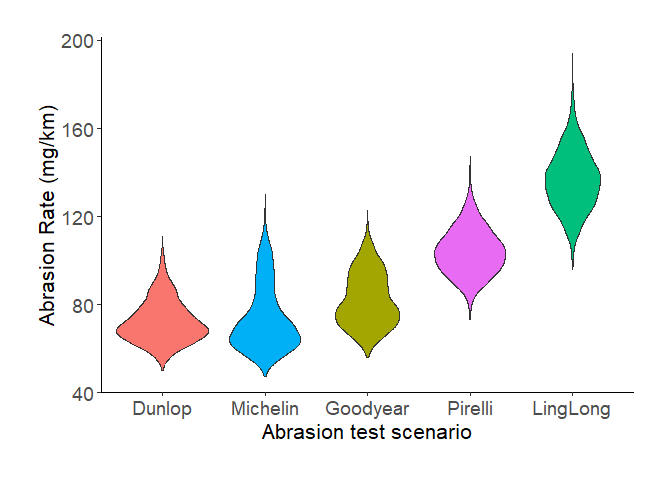 200
160
120
80
40
Abrasion Rate (mg/km)
Dunlop Michelin Goodyear Pirelli LingLong
Abrasion test scenario